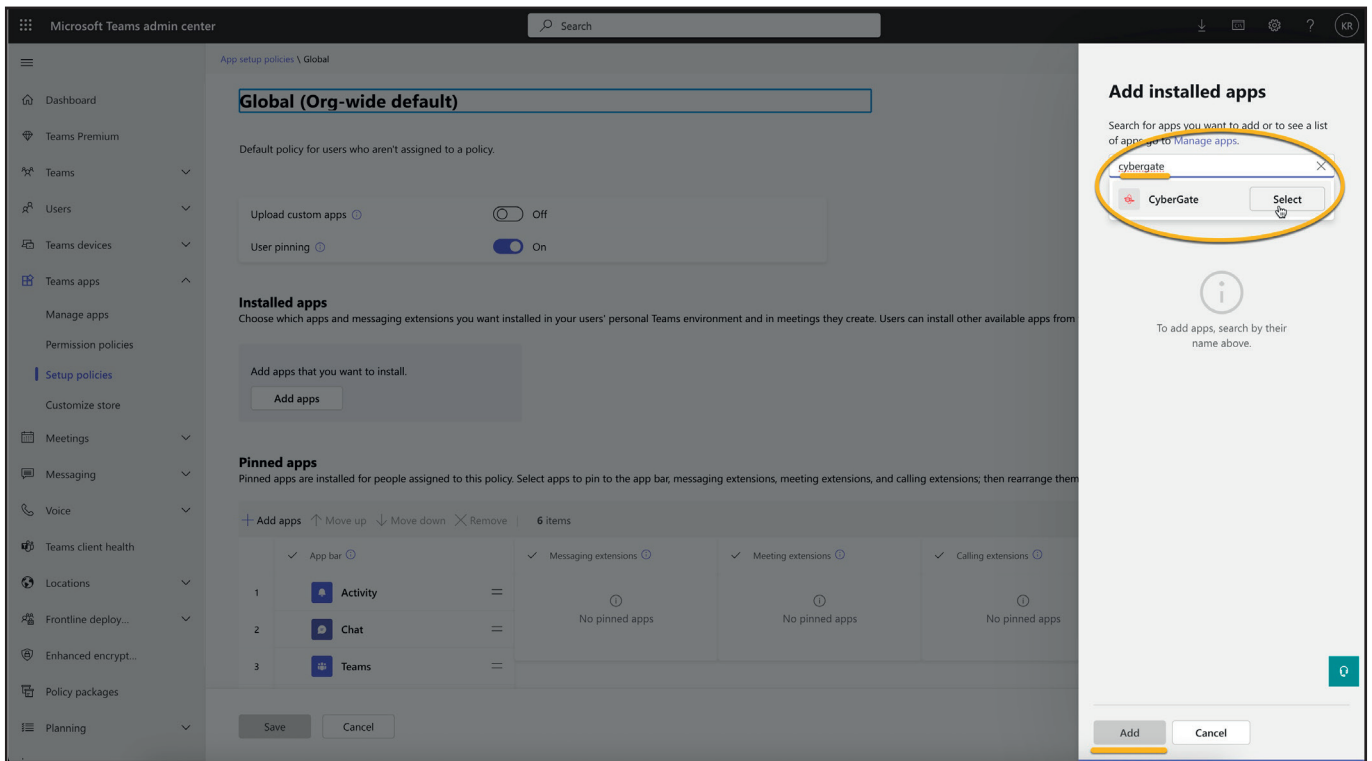 Microsoft Teams admin center
Search
KR
Dashboard
Teams Premium
Teams
Users
Teams devices
Teams apps
Manage apps
Permission policies
Setup policies
Customize store
Meetings
Messaging
Voice
Teams client health
Locations
Frontline deploy...
Enhanced encrypt...
Policy packages
Planning
App setup policies \ Global
Global (Org-wide default)
Default policy for users who aren't assigned to a policy.
Upload custom apps
Off
User pinning
On
Installed apps
Choose which apps and messaging extensions you want installed in your users' personal Teams environment and in meetings they create. Users can install other available apps from
Add apps that you want to install.
Add apps
Pinned apps
Pinned apps are installed for people assigned to this policy. Select apps to pin to the app bar, messaging extensions, meeting extensions, and calling extensions; then rearrange them
Add apps Move up Move down Remove 6 items
App bar Messaging extensions Meeting extensions Calling extensions
1 Activity
2 Chat
3 Teams
No pinned apps
No pinned apps
No pinned apps
Save
Cancel
Add installed apps
Search for apps you want to add or to see a list
of apps go to Manage apps.
cybergate
CyberGate
Select
To add apps, search by their
name above.
Add
Cancel